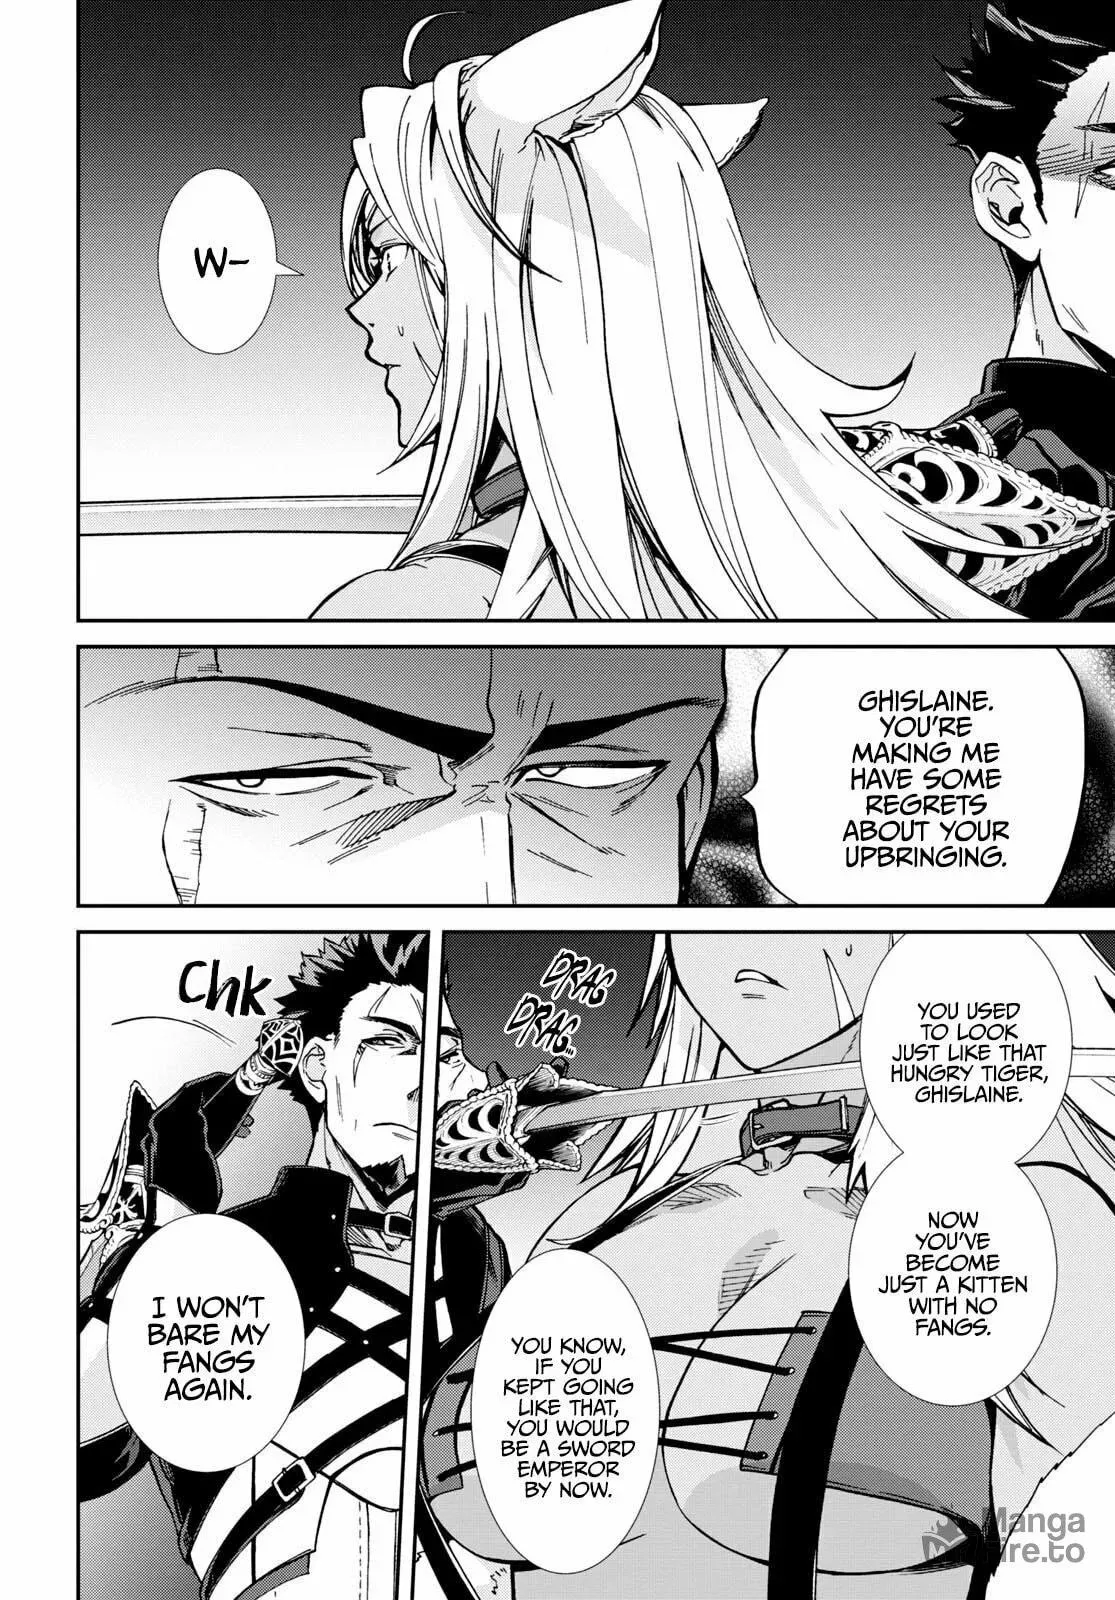 W-
GHISLAINE.
YOU'RE
MAKING ME
HAVE SOME
REGRETS
ABOUT YOUR
UPBRINGING.
YOU USED
TO LOOK
JUST LIKE THAT
HUNGRY TIGER,
GHISLAINE.
NOW
YOU'VE
BECOME
JUST A KITTEN
WITH NO
FANGS.
DRAG
DRAG...
YOU KNOW,
IF YOU
KEPT GOING
LIKE THAT,
YOU WOULD
BE A SWORD
EMPEROR
BY NOW.
CHK
I WON'T
BARE MY
FANGS
AGAIN.
Manga
Fire.to